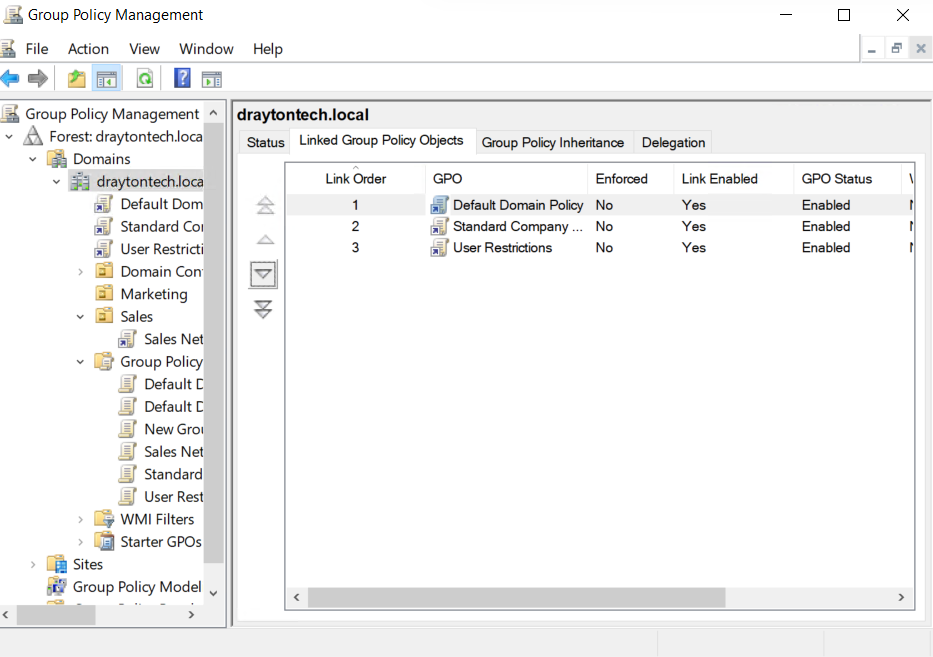 Group Policy Management
File Action View Window Help
Group Policy Management
Forest: draytontech.loca
Domains
draytontech.loca
Default Dom
Standard Co
User Restricti
Domain Con
Marketing
Sales
Sales Net
Group Policy
Default D
Default D
New Grou
Sales Net
Standard
User Rest
WMI Filters
Starter GPOs
Sites
Group Policy Model
draytontech.local
Status Linked Group Policy Objects Group Policy Inheritance Delegation
Link Order GPO Enforced Link Enabled GPO Status
1 Default Domain Policy No Yes Enabled
2 Standard Company ... No Yes Enabled
3 User Restrictions No Yes Enabled